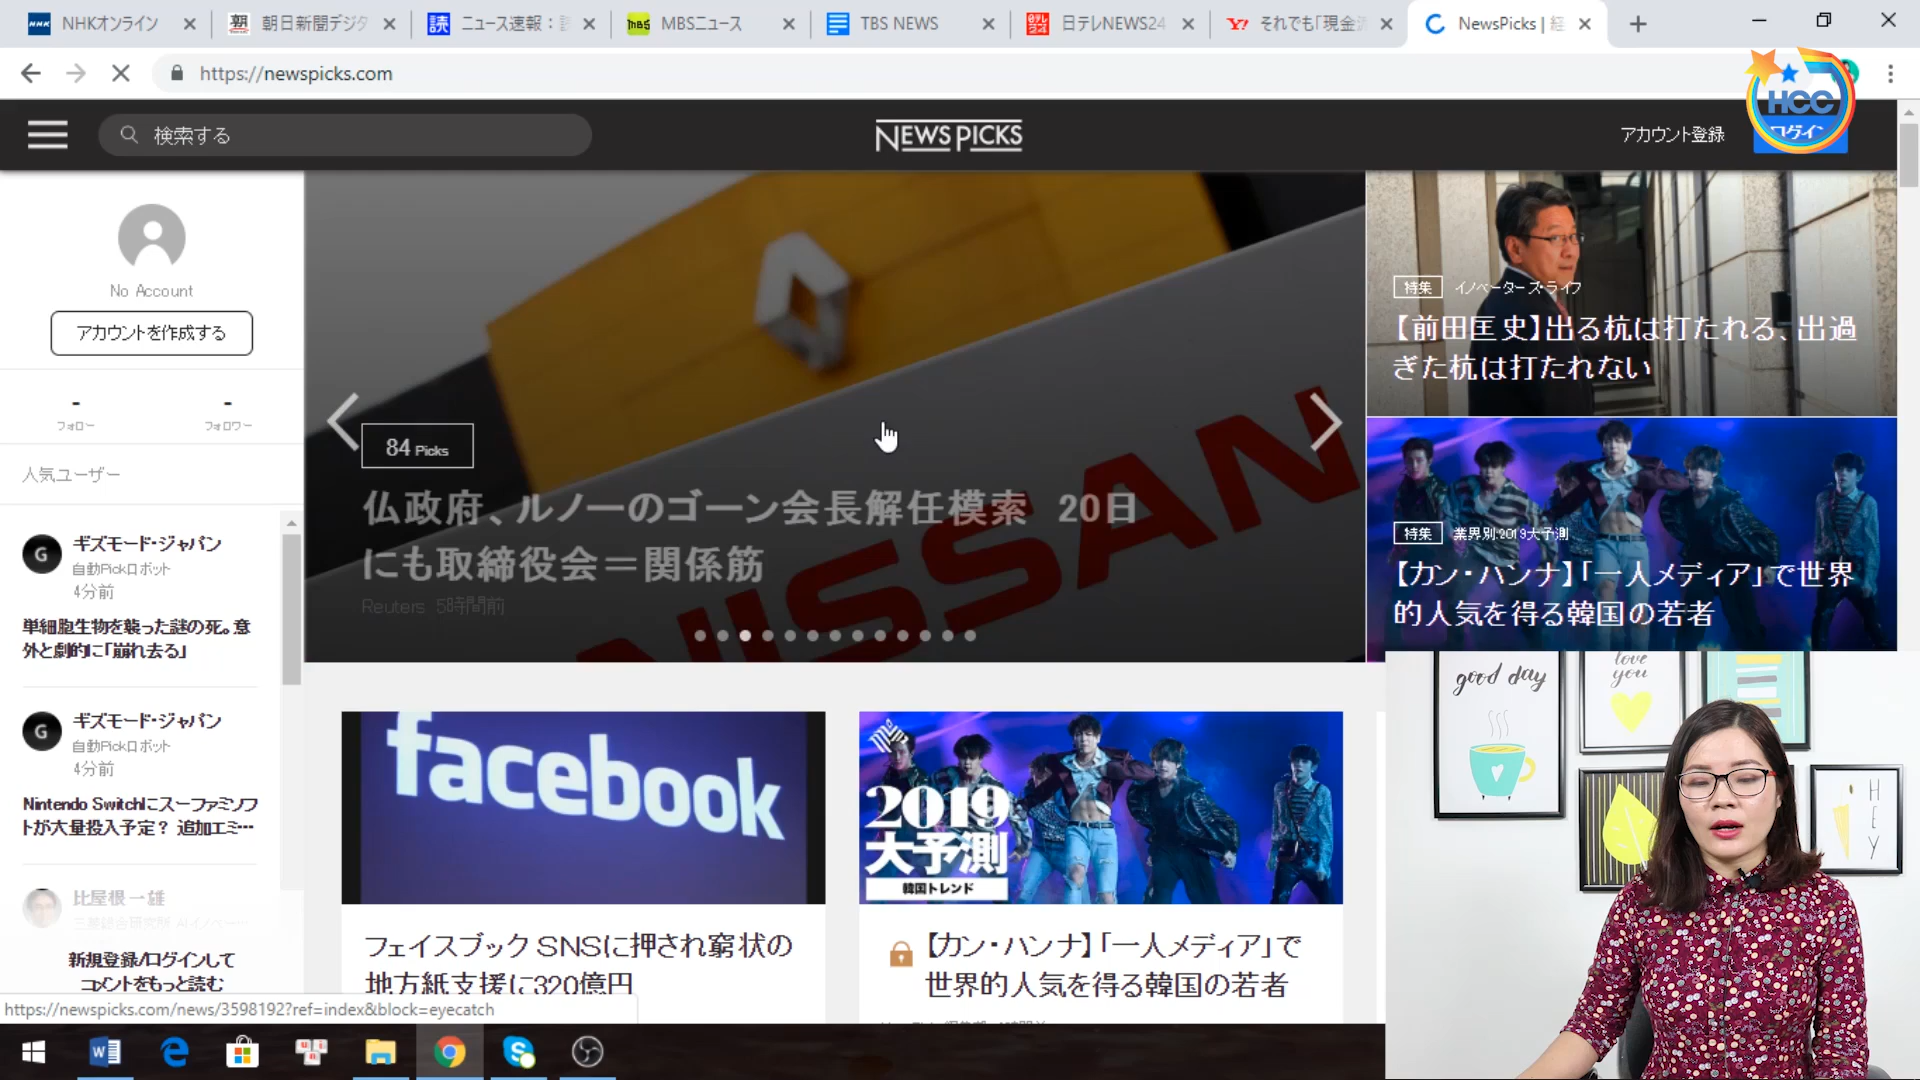 NHKオンライン
朝日新聞デジタ
ニュース速報：
MBSニュース
TBS NEWS
日テレNEWS24
それでも「現金
NewsPicks | 経
https://newspicks.com
検索する
NEWSPICKS
アカウント登録
HCC
ログイン
No Account
アカウントを作成する
-
-
フォロー
フォロワー
人気ユーザー
ギズモード・ジャパン
自動Pickロボット
4分前
単細胞生物を襲った謎の死。意
外と劇的に「崩れ去る」
ギズモード・ジャパン
自動Pickロボット
4分前
Nintendo Switchにスーファミソフ
トが大量投入予定？ 追加エミ…
比屋根 一雄
新規登録/ログインして
コメントをもっと読む
https://newspicks.com/news/3598192?ref=index&block=eyecatch
84 Picks
仏政府、ルノーのゴーン会長解任模索 20日
にも取締役会＝関係筋
Reuters 58時間前
NISSAN
特集 イノベーターズ・ライフ
【前田匡史】出る杭は打たれる、出過
ぎた杭は打たれない
特集 業界別2019大予測
【カン・ハンナ】「一人メディア」で世界
的人気を得る韓国の若者
facebook
フェイスブック SNSに押され窮状の
地方紙支援に320億円
2019
大予測
韓国トレンド
【カン・ハンナ】「一人メディア」で
世界的人気を得る韓国の若者
good day
love
you
HEY